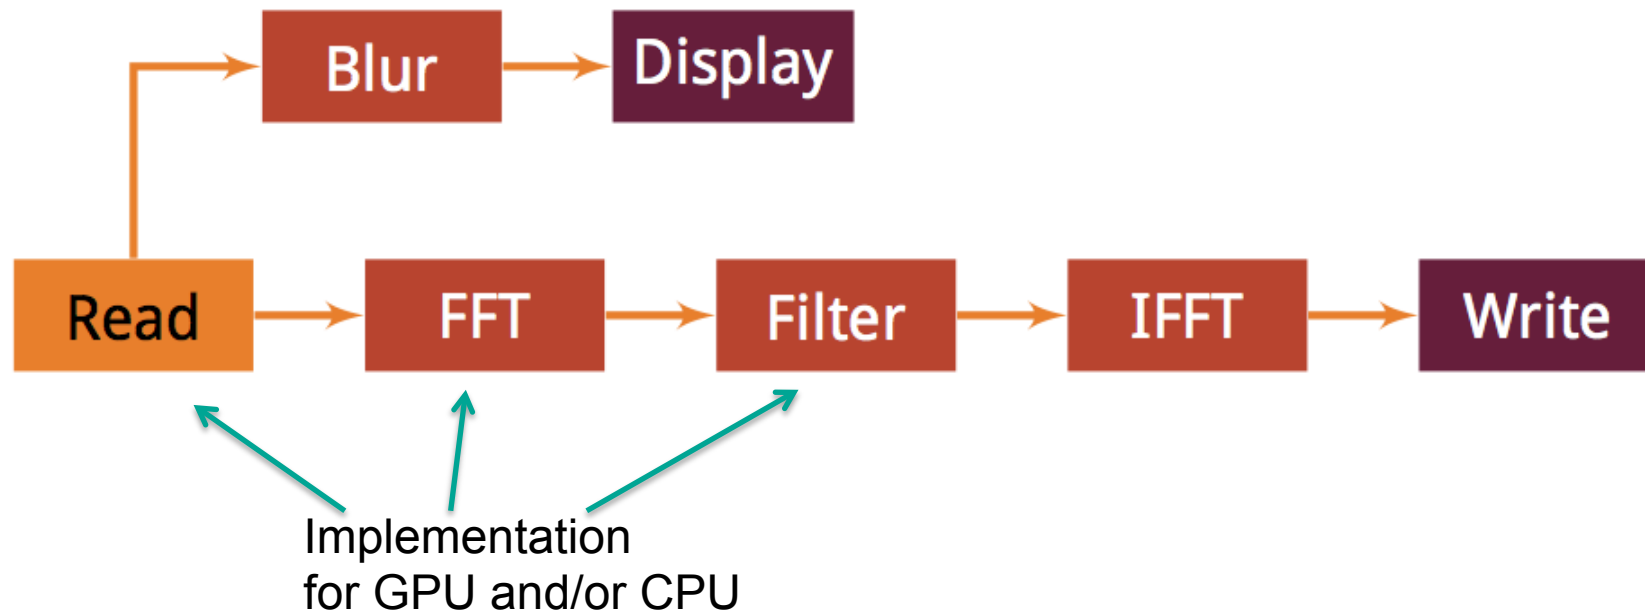 Blur
Display
Read
FFT
Filter
IFFT
Write
Implementation
for GPU and/or CPU